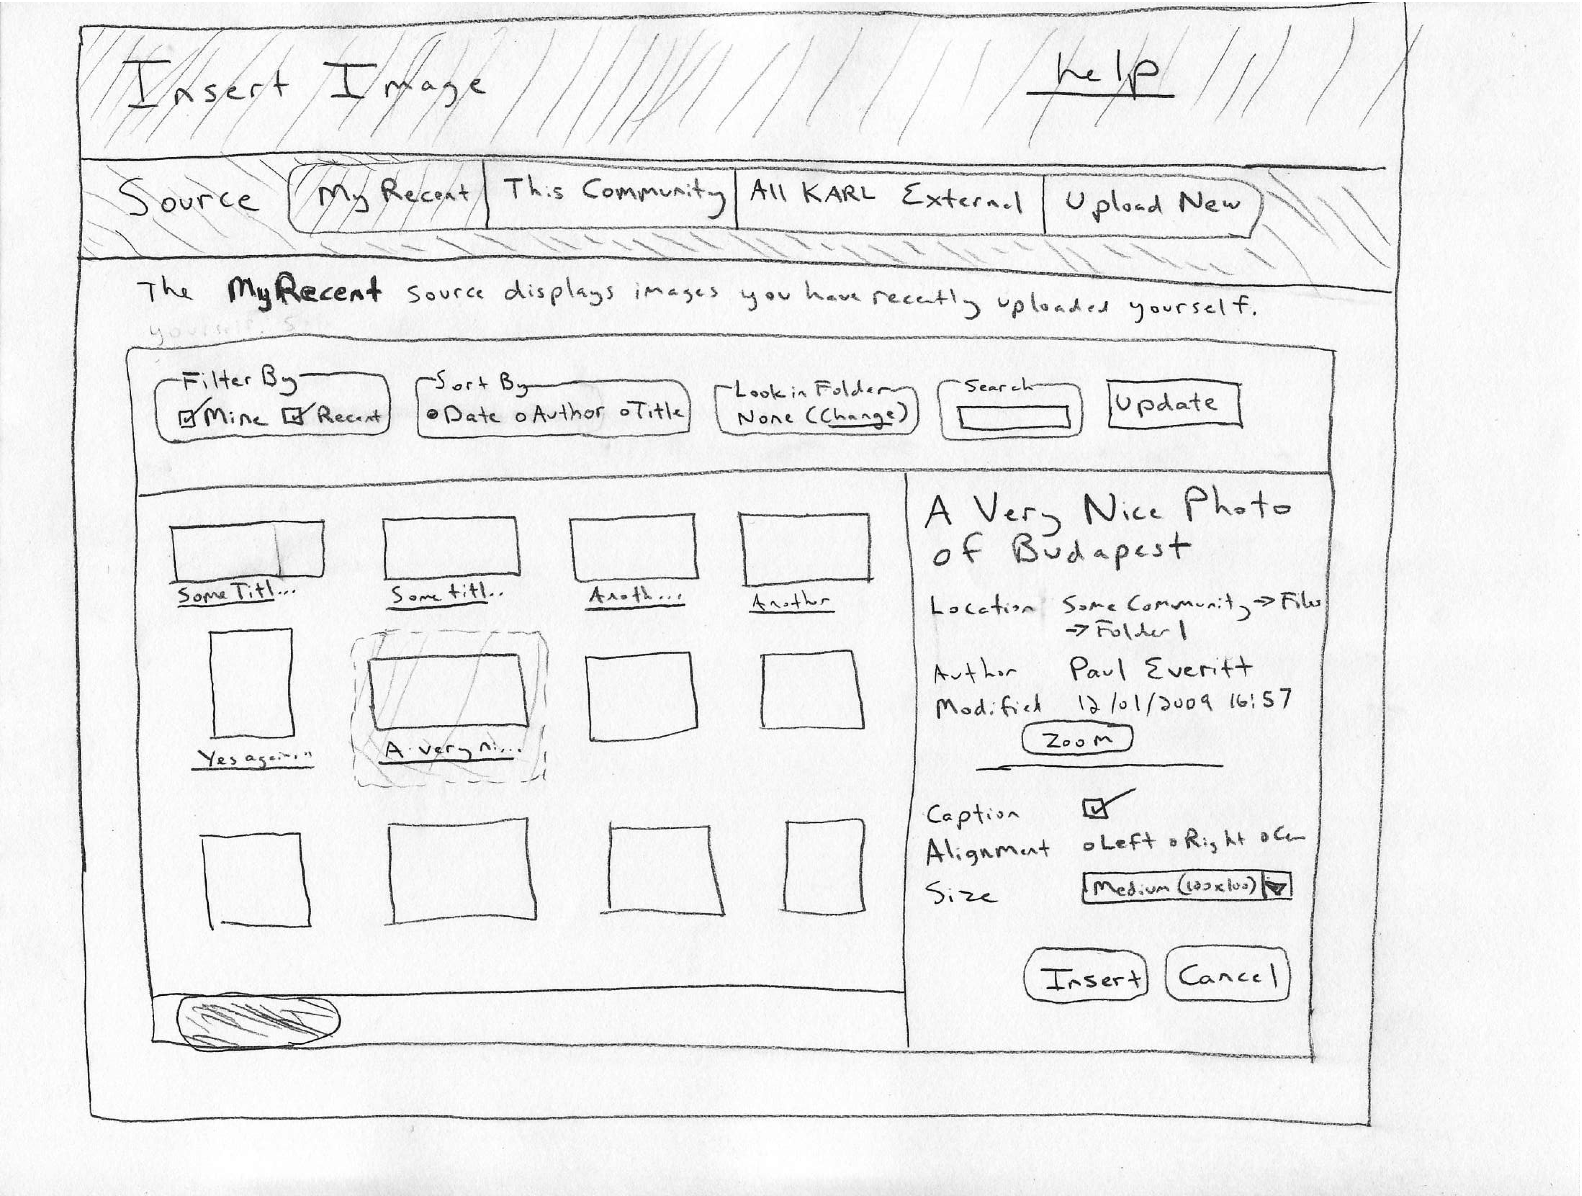 Insert Image help
Source My Recent This Community All KARL External Upload New
The My Recent source displays images you have recently uploaded yourself.
yourself. S
Filter By Sort By Look in Folder Search
Mine Recent Date Author Title None (Change) Update
A Very Nice Photo
of Budapest
Some Titl... Some titl.. Anoth... Another
Location Some Community → Files
→ Folder 1
Author Paul Everitt
Modified 12/01/2009 16:57
Yes again... A very ni...
Zoom
Caption
Alignment Left Right Cen
Size Medium (100x100)
Insert Cancel